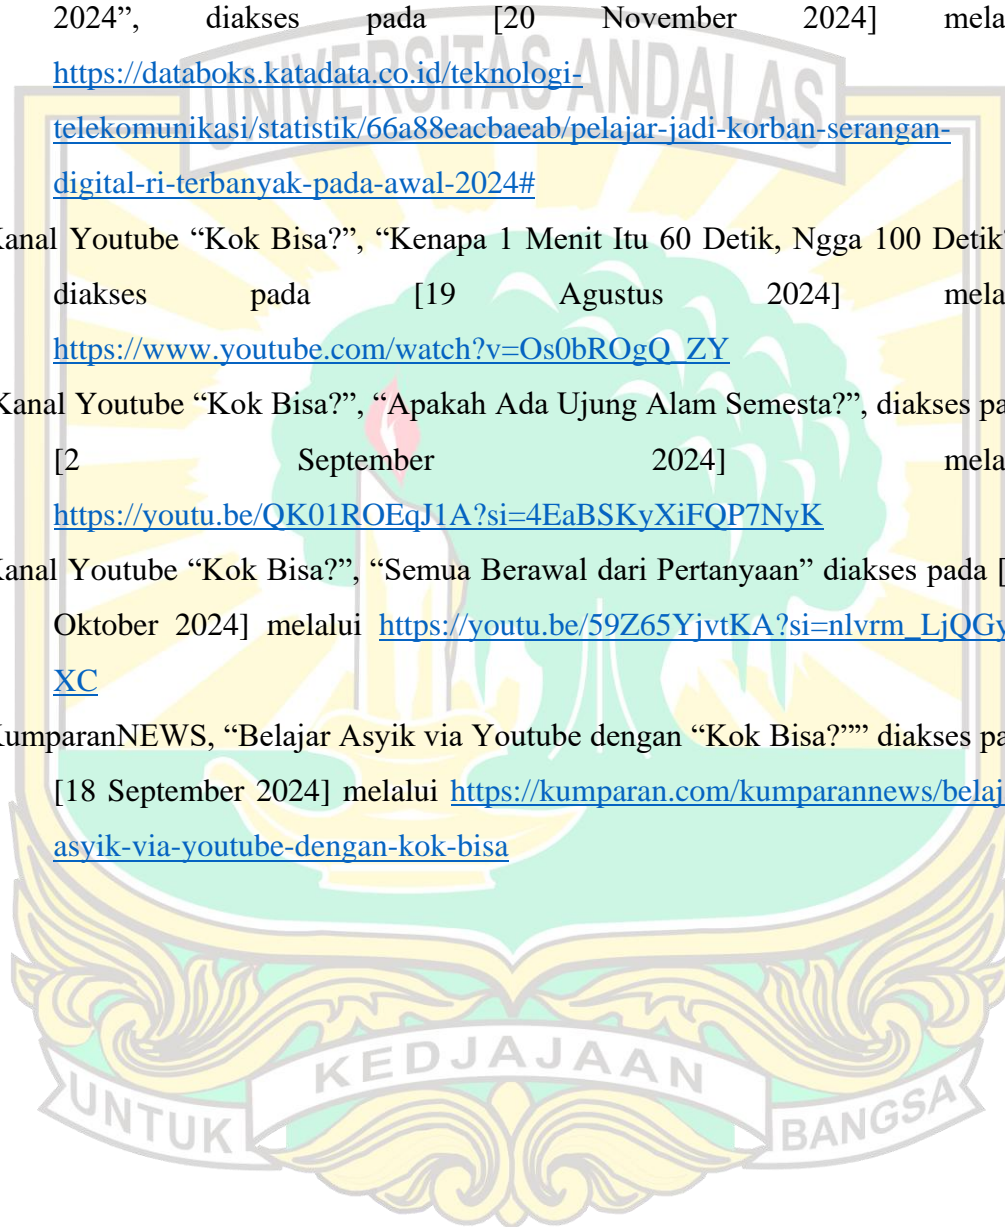 2024”, diakses pada [20 November 2024] mela
https://databoks.katadata.co.id/teknologi-
telekomunikasi/statistik/66a88eacbaeab/pelajar-jadi-korban-serangan-
digital-ri-terbanyak-pada-awal-2024#
Kanal Youtube “Kok Bisa?”, “Kenapa 1 Menit Itu 60 Detik, Ngga 100 Detik
diakses pada [19 Agustus 2024] mela
https://www.youtube.com/watch?v=Os0bROgQ_ZY
Kanal Youtube “Kok Bisa?”, “Apakah Ada Ujung Alam Semesta?”, diakses pa
[2 September 2024] mela
https://youtu.be/QK01ROEqJ1A?si=4EaBSKyXiFQP7NyK
Kanal Youtube “Kok Bisa?”, “Semua Berawal dari Pertanyaan” diakses pada [
Oktober 2024] melalui https://youtu.be/59Z65YjvtKA?si=nlvrm_LjQGy
XC
KumparanNEWS, “Belajar Asyik via Youtube dengan “Kok Bisa?”” diakses pa
[18 September 2024] melalui https://kumparan.com/kumparannews/belaj
asyik-via-youtube-dengan-kok-bisa
UNIVERSITAS ANDALAS
UNTUK KEDJAJAAN BANGSA